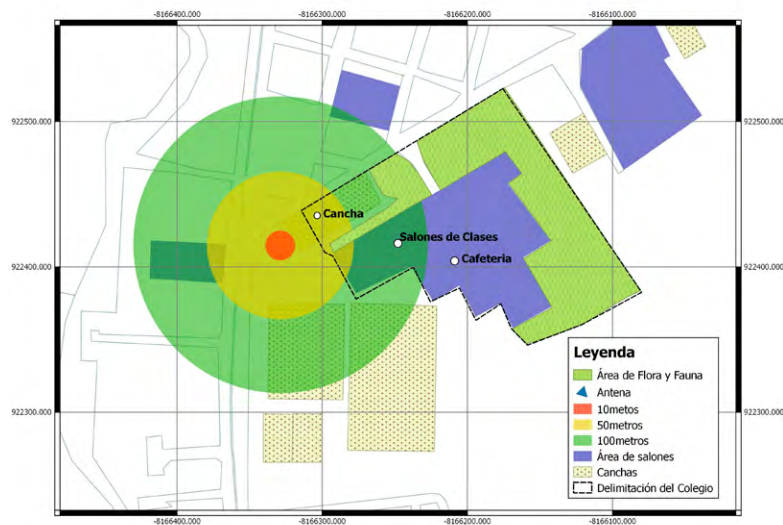 -8166400.000 -8166300.000 -8166200.000 -8166100.000
922500.000 922500.000
Cancha
Salones de Clases
Cafeteria
922400.000 922400.000
Leyenda
Área de Flora y Fauna
Antena
10metos
50metros
100metros
Área de salones
Canchas
Delimitación del Colegio
922300.000 922300.000
-8166400.000 -8166300.000 -8166200.000 -8166100.000